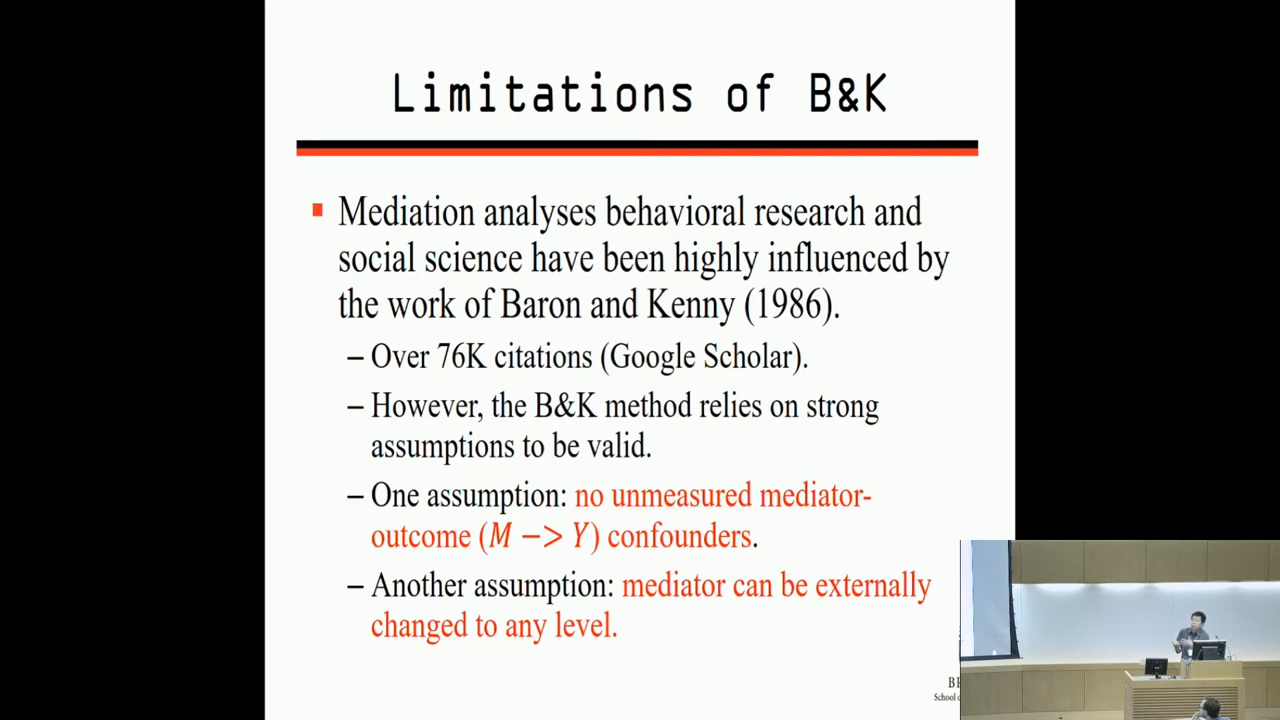 Limitations of B&K
Mediation analyses behavioral research and
social science have been highly influenced by
the work of Baron and Kenny (1986).
– Over 76K citations (Google Scholar).
– However, the B&K method relies on strong
assumptions to be valid.
– One assumption: no unmeasured mediator-
outcome (M −> Y) confounders.
– Another assumption: mediator can be externally
changed to any level.
School